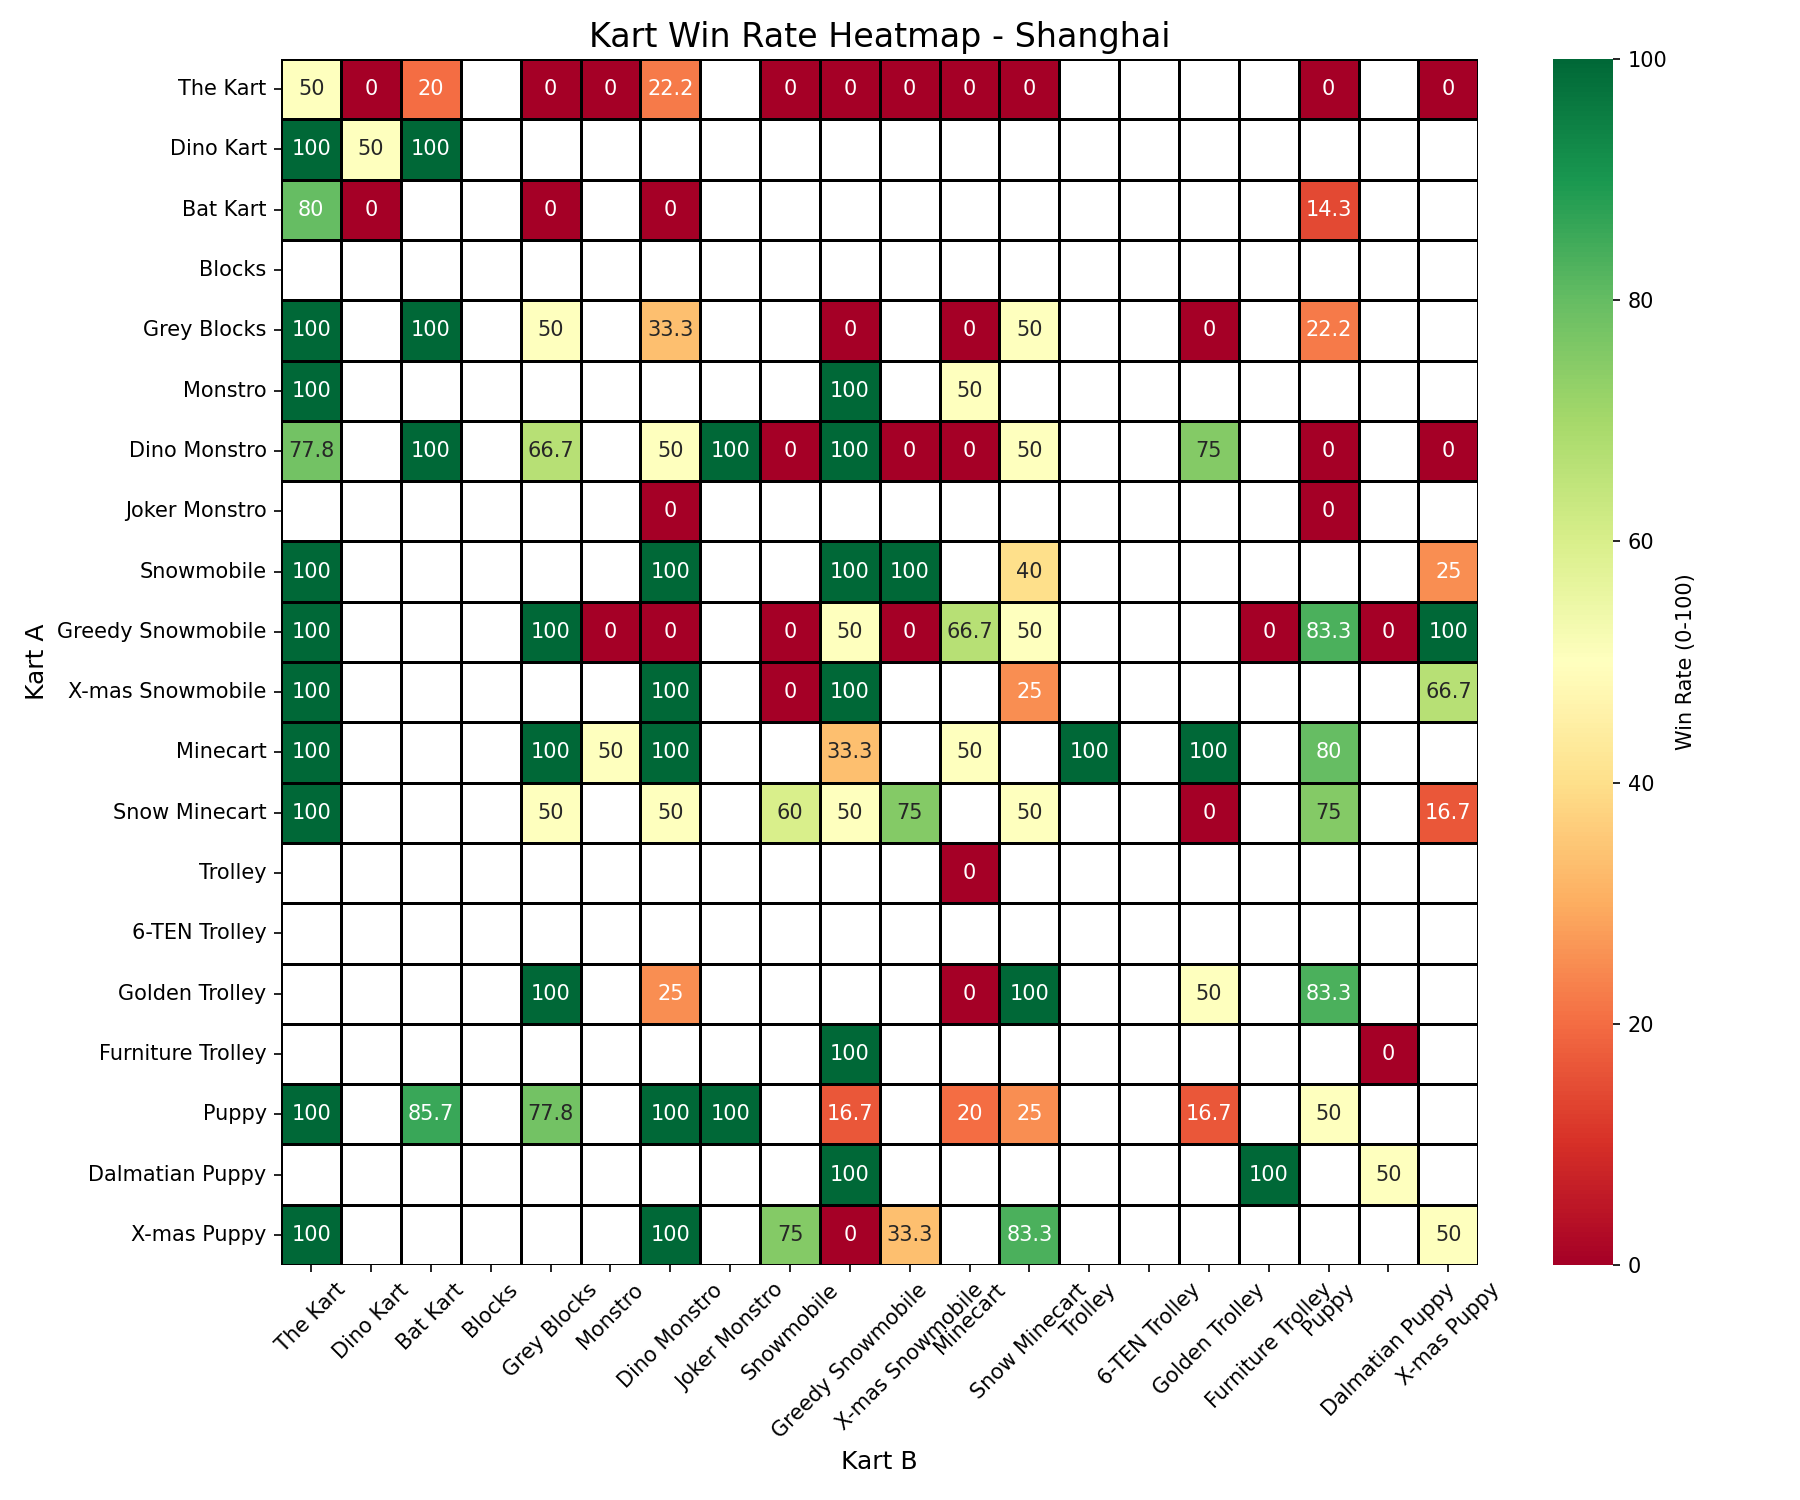 Kart Win Rate Heatmap - Shanghai
The Kart 50 0 20 0 0 22.2 0 0 0 0 0 0 0
Dino Kart 100 50 100
Bat Kart 80 0 0 0 14.3
Blocks
Grey Blocks 100 100 50 33.3 0 0 50 0 22.2
Monstro 100 100 50
Dino Monstro 77.8 100 66.7 50 100 0 100 0 0 50 75 0 0
Joker Monstro 0 0
Snowmobile 100 100 100 100 40 25
Greedy Snowmobile 100 100 0 0 0 50 0 66.7 50 0 83.3 0 100
X-mas Snowmobile 100 100 0 100 25 66.7
Minecart 100 100 50 100 33.3 50 100 100 80
Snow Minecart 100 50 50 60 50 75 50 0 75 16.7
Trolley 0
6-TEN Trolley
Golden Trolley 100 25 0 100 50 83.3
Furniture Trolley 100 0
Puppy 100 85.7 77.8 100 100 16.7 20 25 16.7 50
Dalmatian Puppy 100 100 50
X-mas Puppy 100 100 75 0 33.3 83.3 50
Kart A
The Kart
Dino Kart
Bat Kart
Blocks
Grey Blocks
Monstro
Dino Monstro
Joker Monstro
Snowmobile
Greedy Snowmobile
X-mas Snowmobile
Minecart
Snow Minecart
Trolley
6-TEN Trolley
Golden Trolley
Furniture Trolley
Puppy
Dalmatian Puppy
X-mas Puppy
Kart B
100
80
60
40
20
0
Win Rate (0-100)